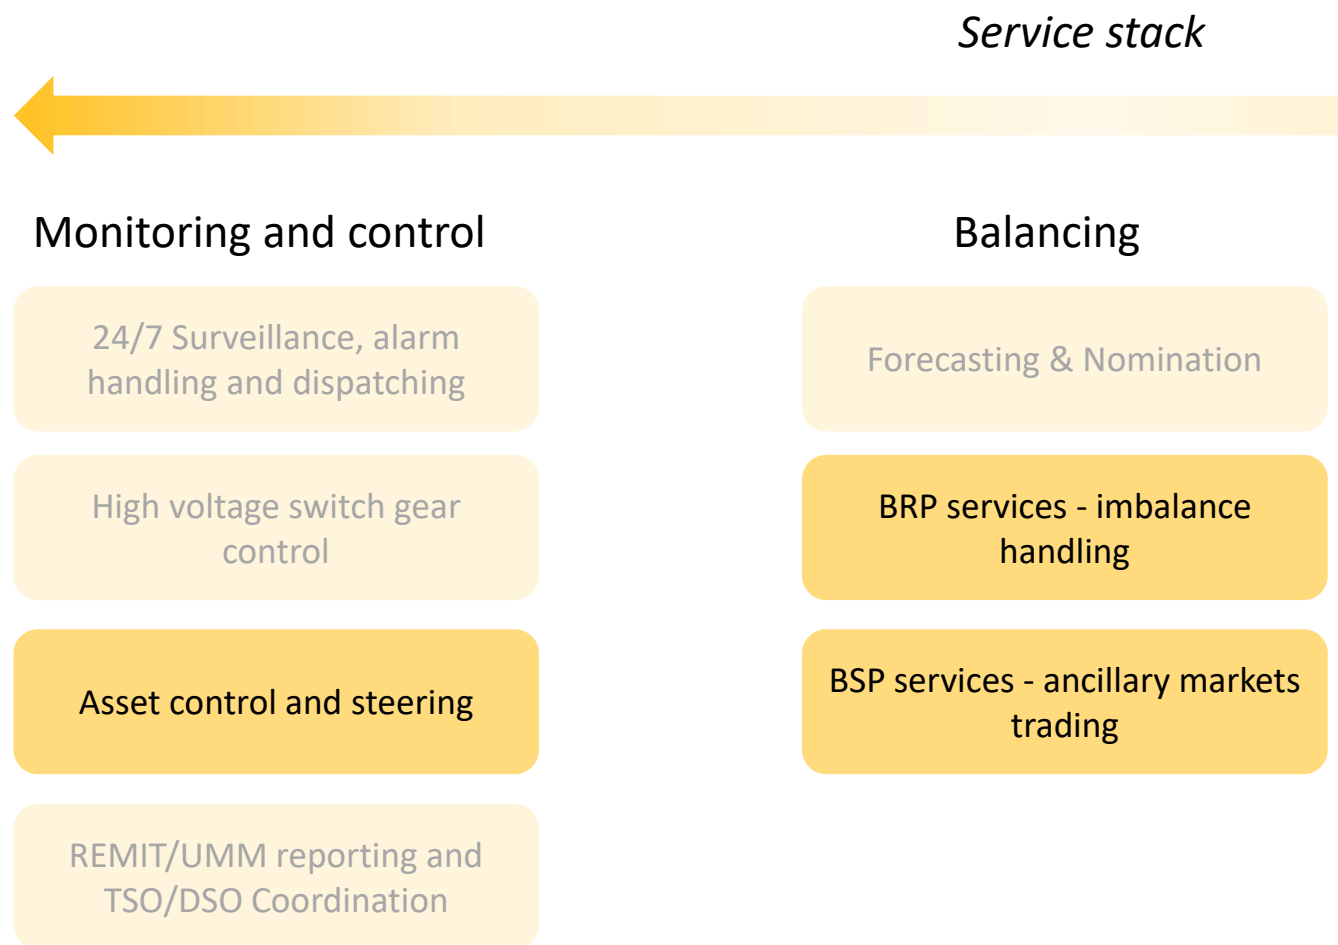 Service stack
Monitoring and control
24/7 Surveillance, alarm
handling and dispatching
High voltage switch gear
control
Asset control and steering
REMIT/UMM reporting and
TSO/DSO Coordination
Balancing
Forecasting & Nomination
BRP services - imbalance
handling
BSP services - ancillary markets
trading